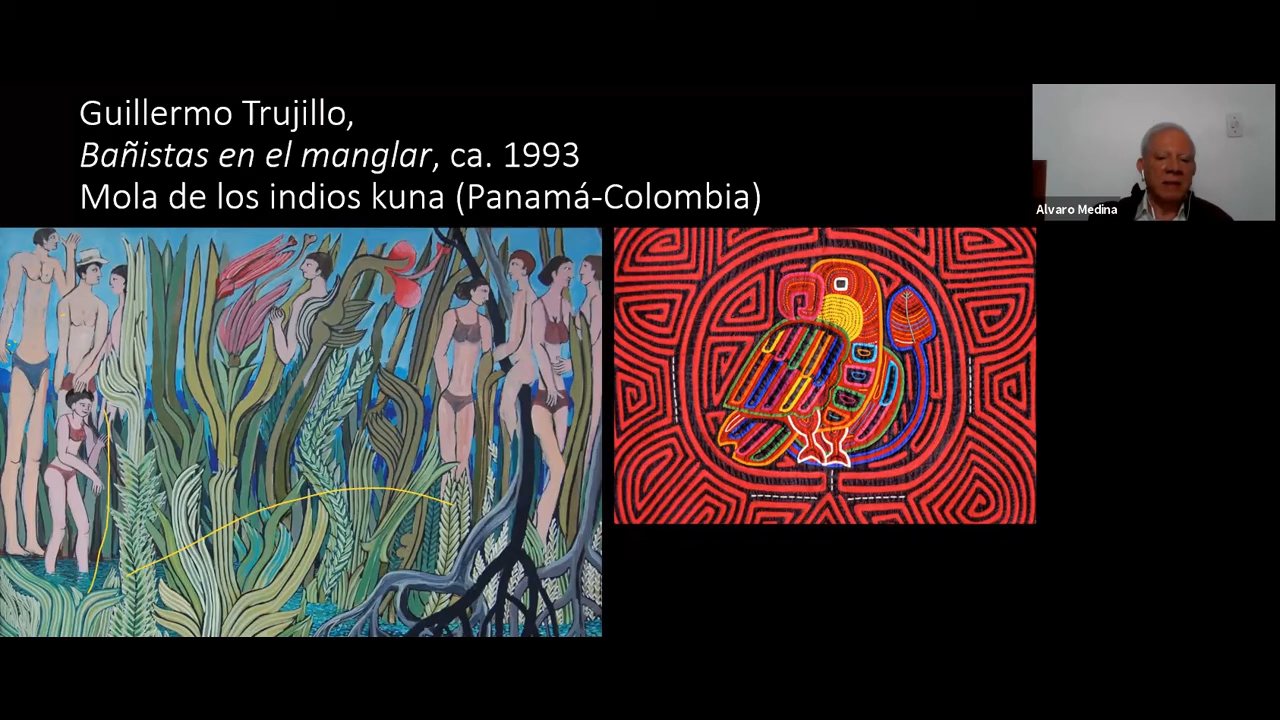 Guillermo Trujillo,
Bañistas en el manglar, ca. 1993
Mola de los indios kuna (Panamá-Colombia)
Alvaro Medina